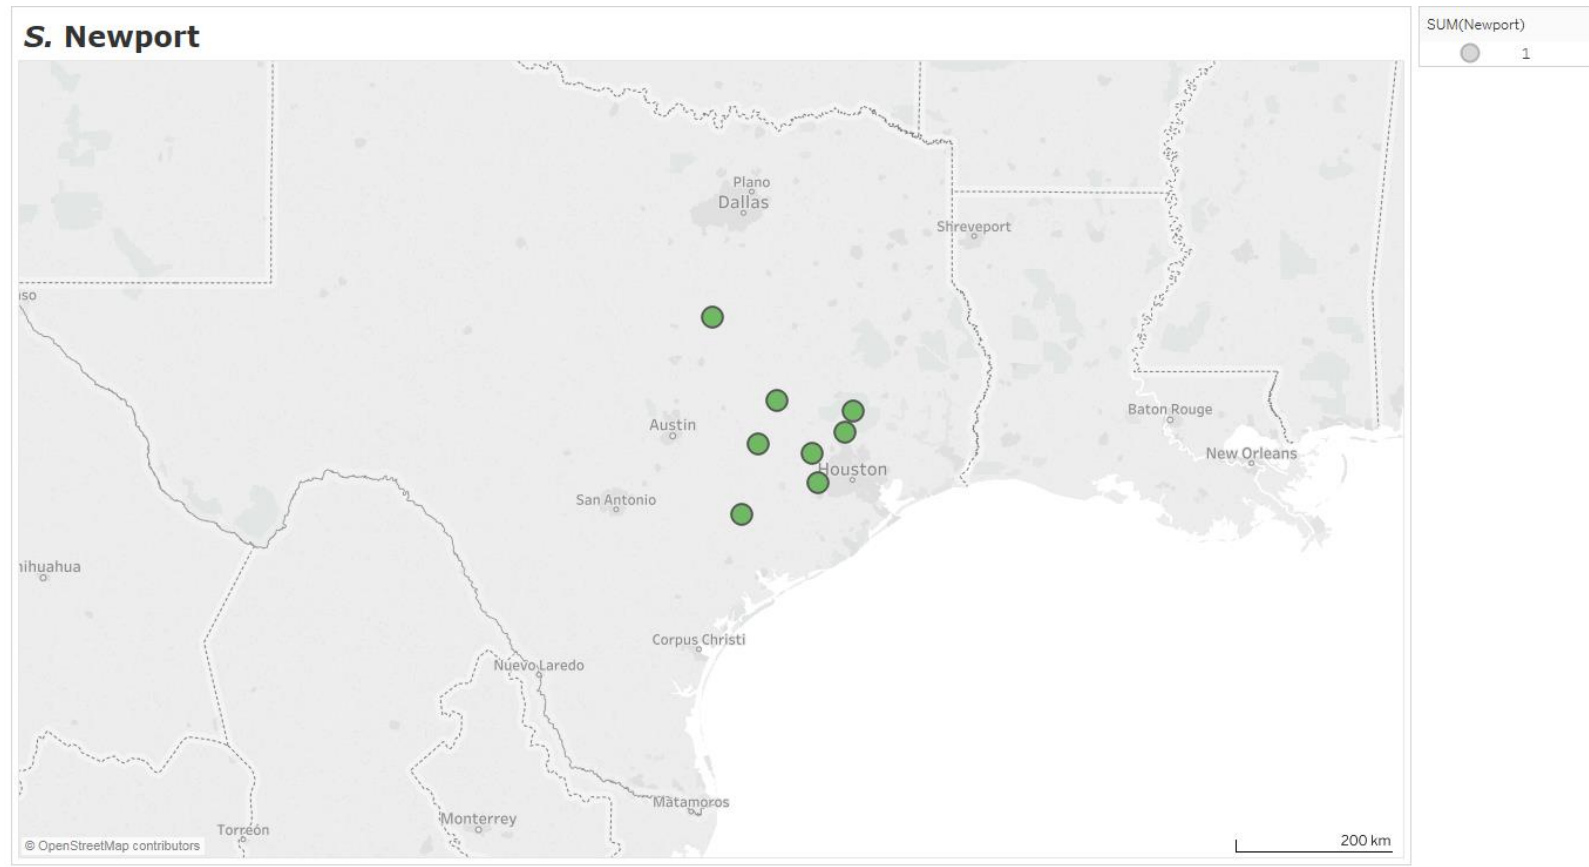 S. Newport
SUM(Newport)
1
Plano
Dallas
Shreveport
so
Austin
Baton Rouge
New Orleans
Houston
San Antonio
ihuahua
Corpus Christi
Nuevo Laredo
Matamoros
Monterrey
Torreón
200 km
© OpenStreetMap contributors